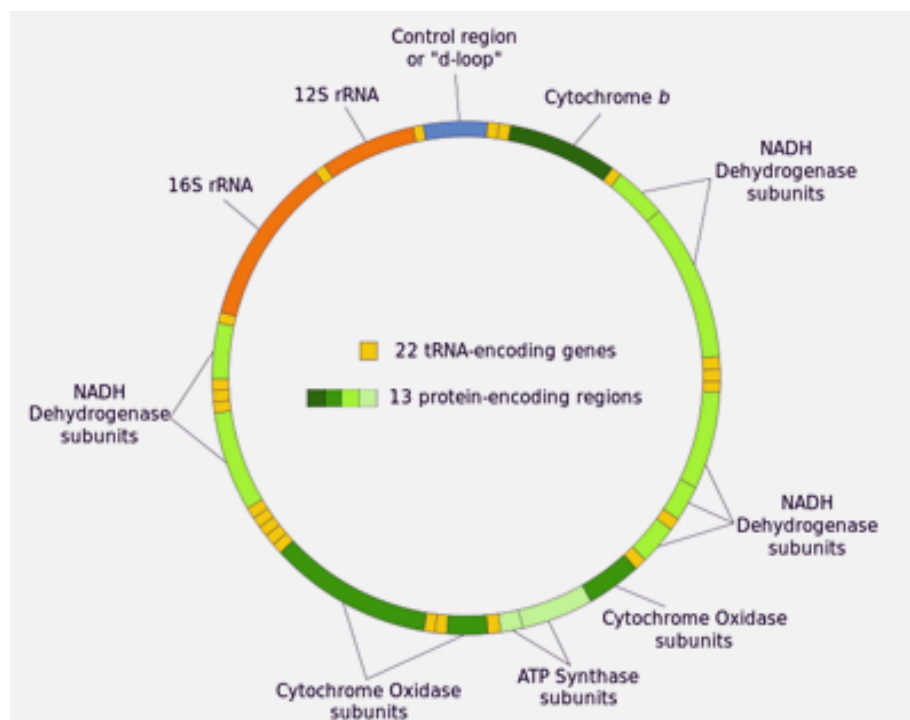 Control region
or "d-loop"
12S rRNA
Cytochrome b
NADH
Dehydrogenase
subunits
16S rRNA
22 tRNA-encoding genes
13 protein-encoding regions
NADH
Dehydrogenase
subunits
NADH
Dehydrogenase
subunits
Cytochrome Oxidase
subunits
ATP Synthase
subunits
Cytochrome Oxidase
subunits